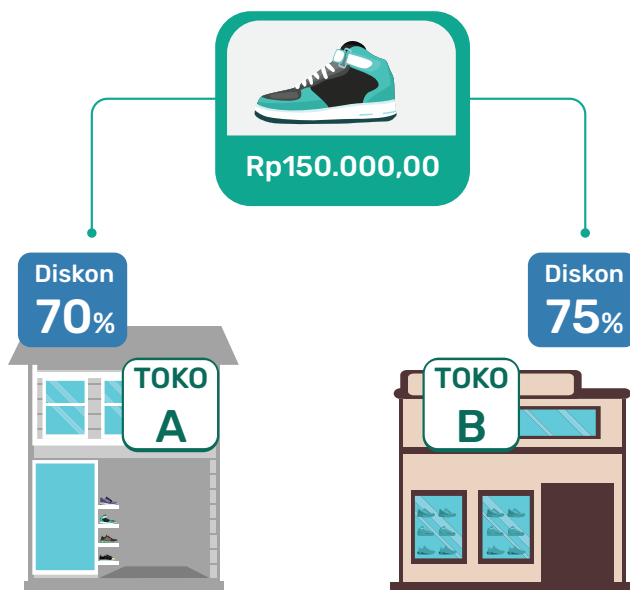 Rp150.000,00
Diskon
70%
Diskon
75%
TOKO
A
TOKO
B